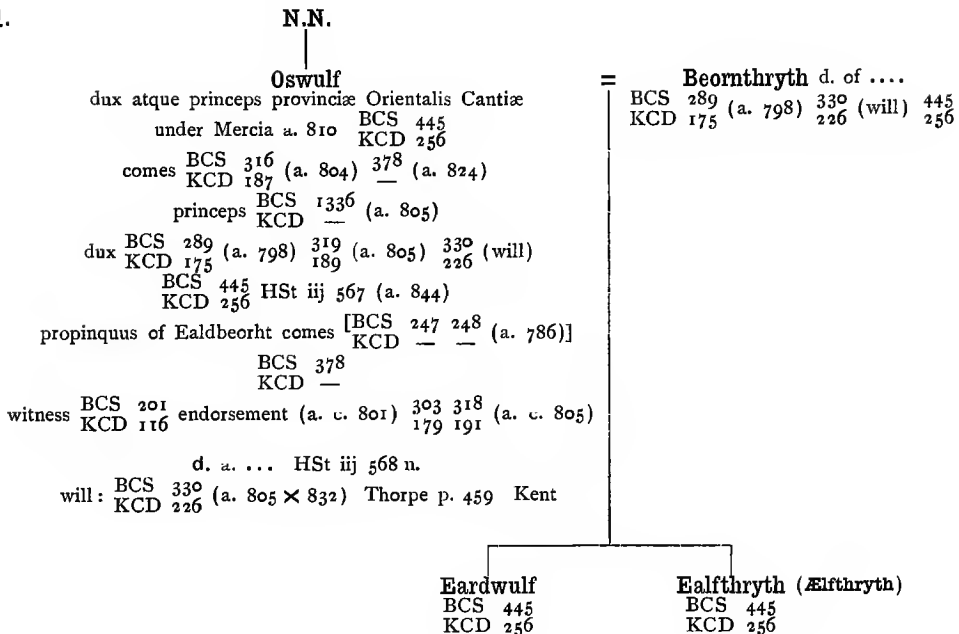 N.N.
Oswulf = Beornthryth d. of ....
dux atque princeps provinciæ Orientalis Cantiæ
BCS 289 (a. 798) 330 (will) 445
KCD 175 226 256
under Mercia a. 810 BCS 445
KCD 256
comes BCS 316 (a. 804) 378 (a. 824)
KCD 187 —
princeps BCS 1336 (a. 805)
KCD —
dux BCS 289 (a. 798) 319 (a. 805) 330 (will)
KCD 175 189 226
BCS 445 HSt iij 567 (a. 844)
KCD 256
propinquus of Ealdbeorht comes [BCS 247 248 (a. 786)]
KCD — —
BCS 378
KCD —
witness BCS 201 endorsement (a. c. 801) 303 318 (a. c. 805)
KCD 116 179 191
d. a. ... HSt iij 568 n.
will: BCS 330 (a. 805 × 832) Thorpe p. 459 Kent
KCD 226
Eardwulf Ealfthryth (Ælfthryth)
BCS 445 BCS 445
KCD 256 KCD 256